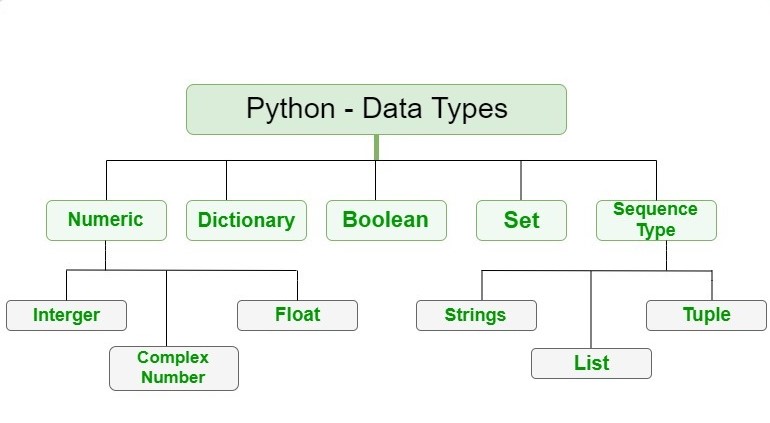 Python - Data Types
Numeric
Dictionary
Boolean
Set
Sequence
Type
Interger
Float
Strings
Tuple
Complex
Number
List